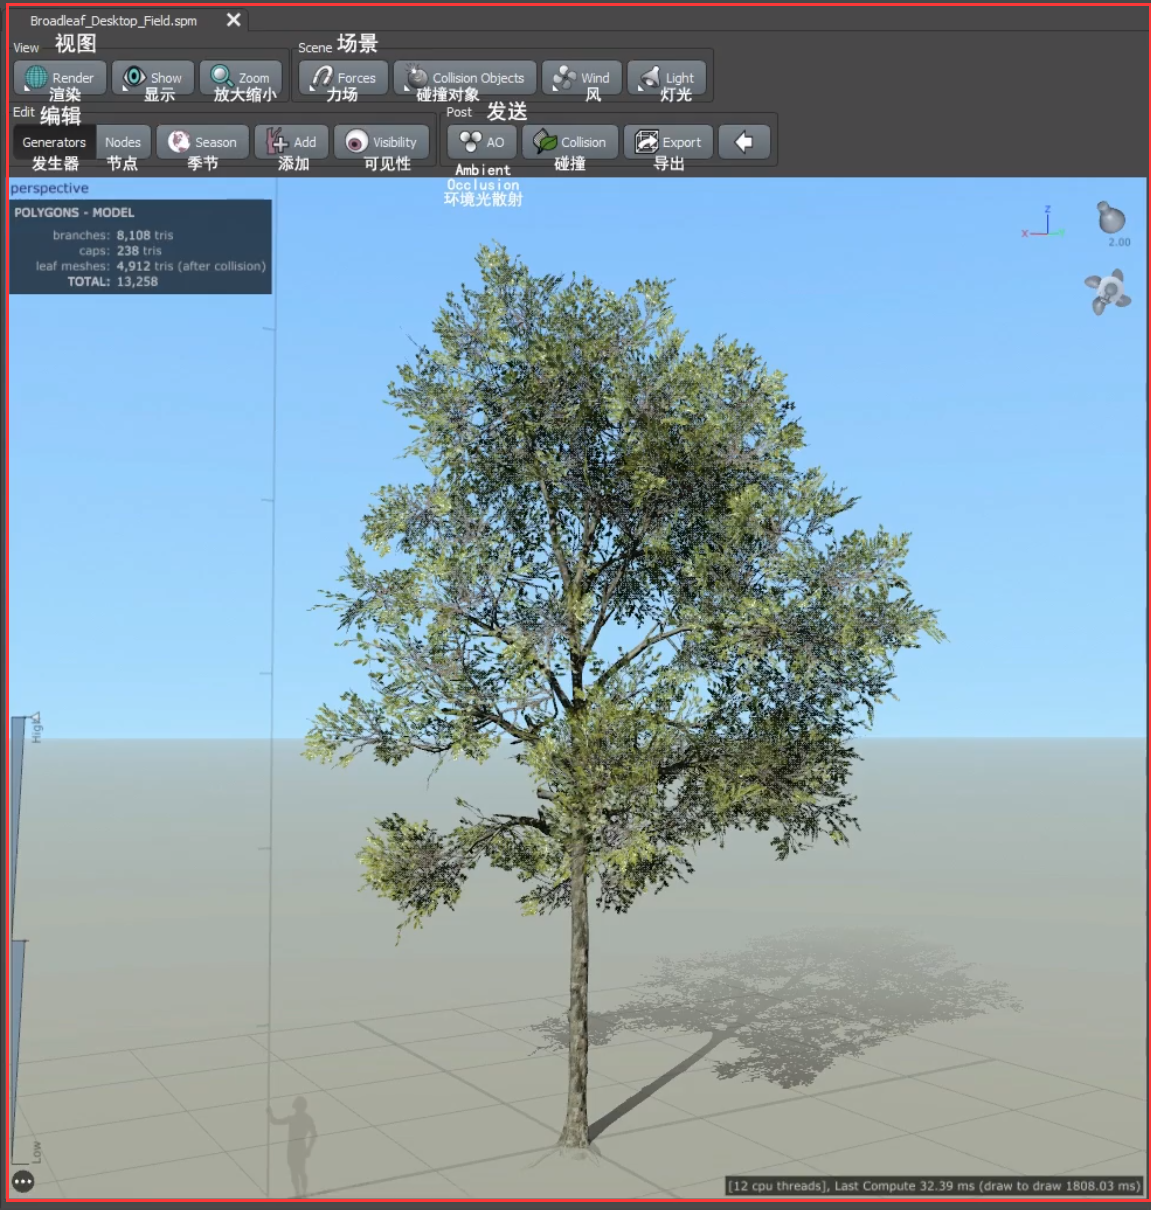 Broadleaf_Desktop_Field.spm
View 视图
Scene 场景
Render Show Zoom Forces Collision Objects Wind Light
渲染 显示 放大缩小 力场 碰撞对象 风 灯光
Edit 编辑
Post 发送
Generators Nodes Season Add Visibility AO Collision Export
发生器 节点 季节 添加 可见性 碰撞 导出
Ambient
Occlusion
环境光散射
perspective
POLYGONS - MODEL
branches: 8,108 tris
caps: 238 tris
leaf meshes: 4,912 tris (after collision)
TOTAL: 13,258
Z
X
2.00
High
Low
[12 cpu threads], Last Compute 32.39 ms (draw to draw 1808.03 ms)